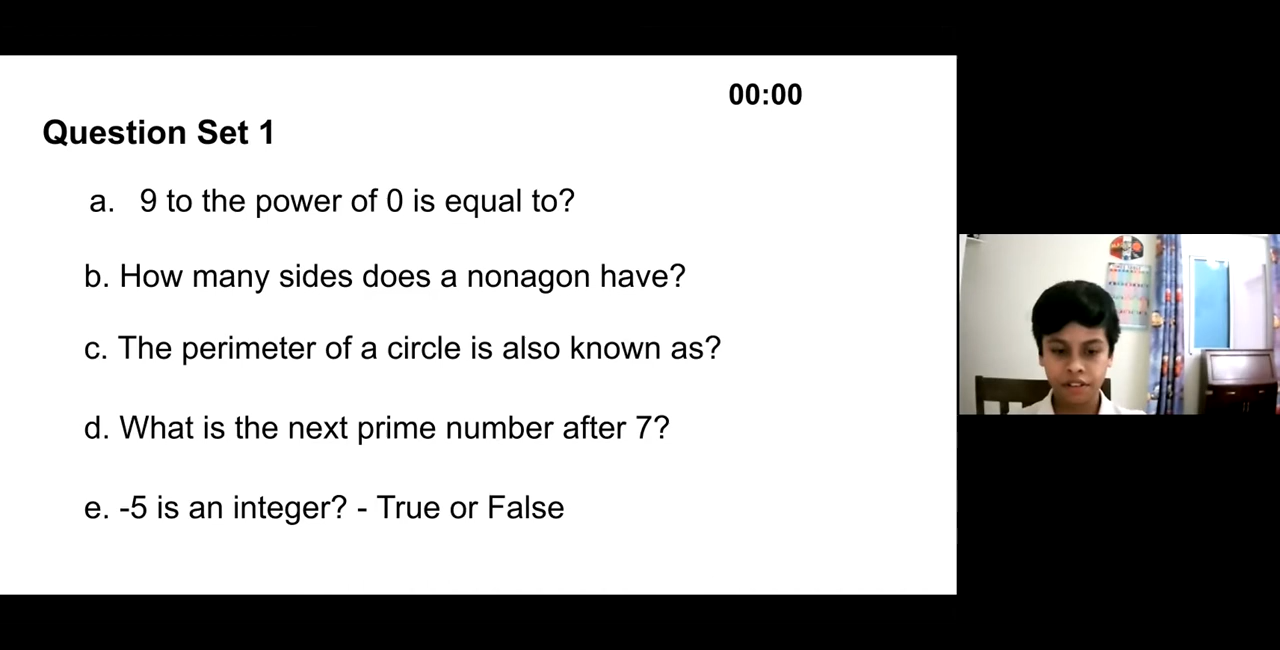 00:00
Question Set 1
a. 9 to the power of 0 is equal to?
b. How many sides does a nonagon have?
c. The perimeter of a circle is also known as?
d. What is the next prime number after 7?
e. -5 is an integer? - True or False